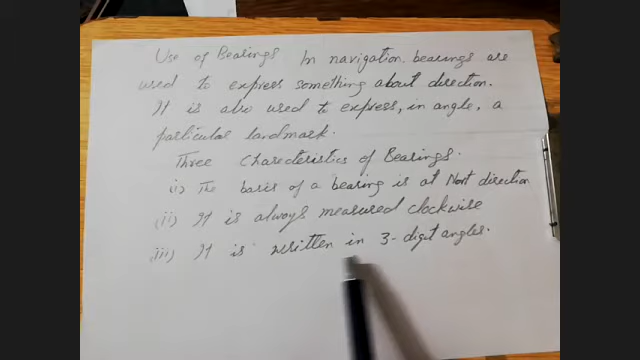 Use of Bearings In navigation bearings are
used to express something about direction.
It is also used to express, in angle, a
particular landmark.
Three Charecteristics of Bearings.
(i) The basis of a bearing is at Nort direction
(ii) It is always measured clockwise
(iii) It is written in 3-digit angles.